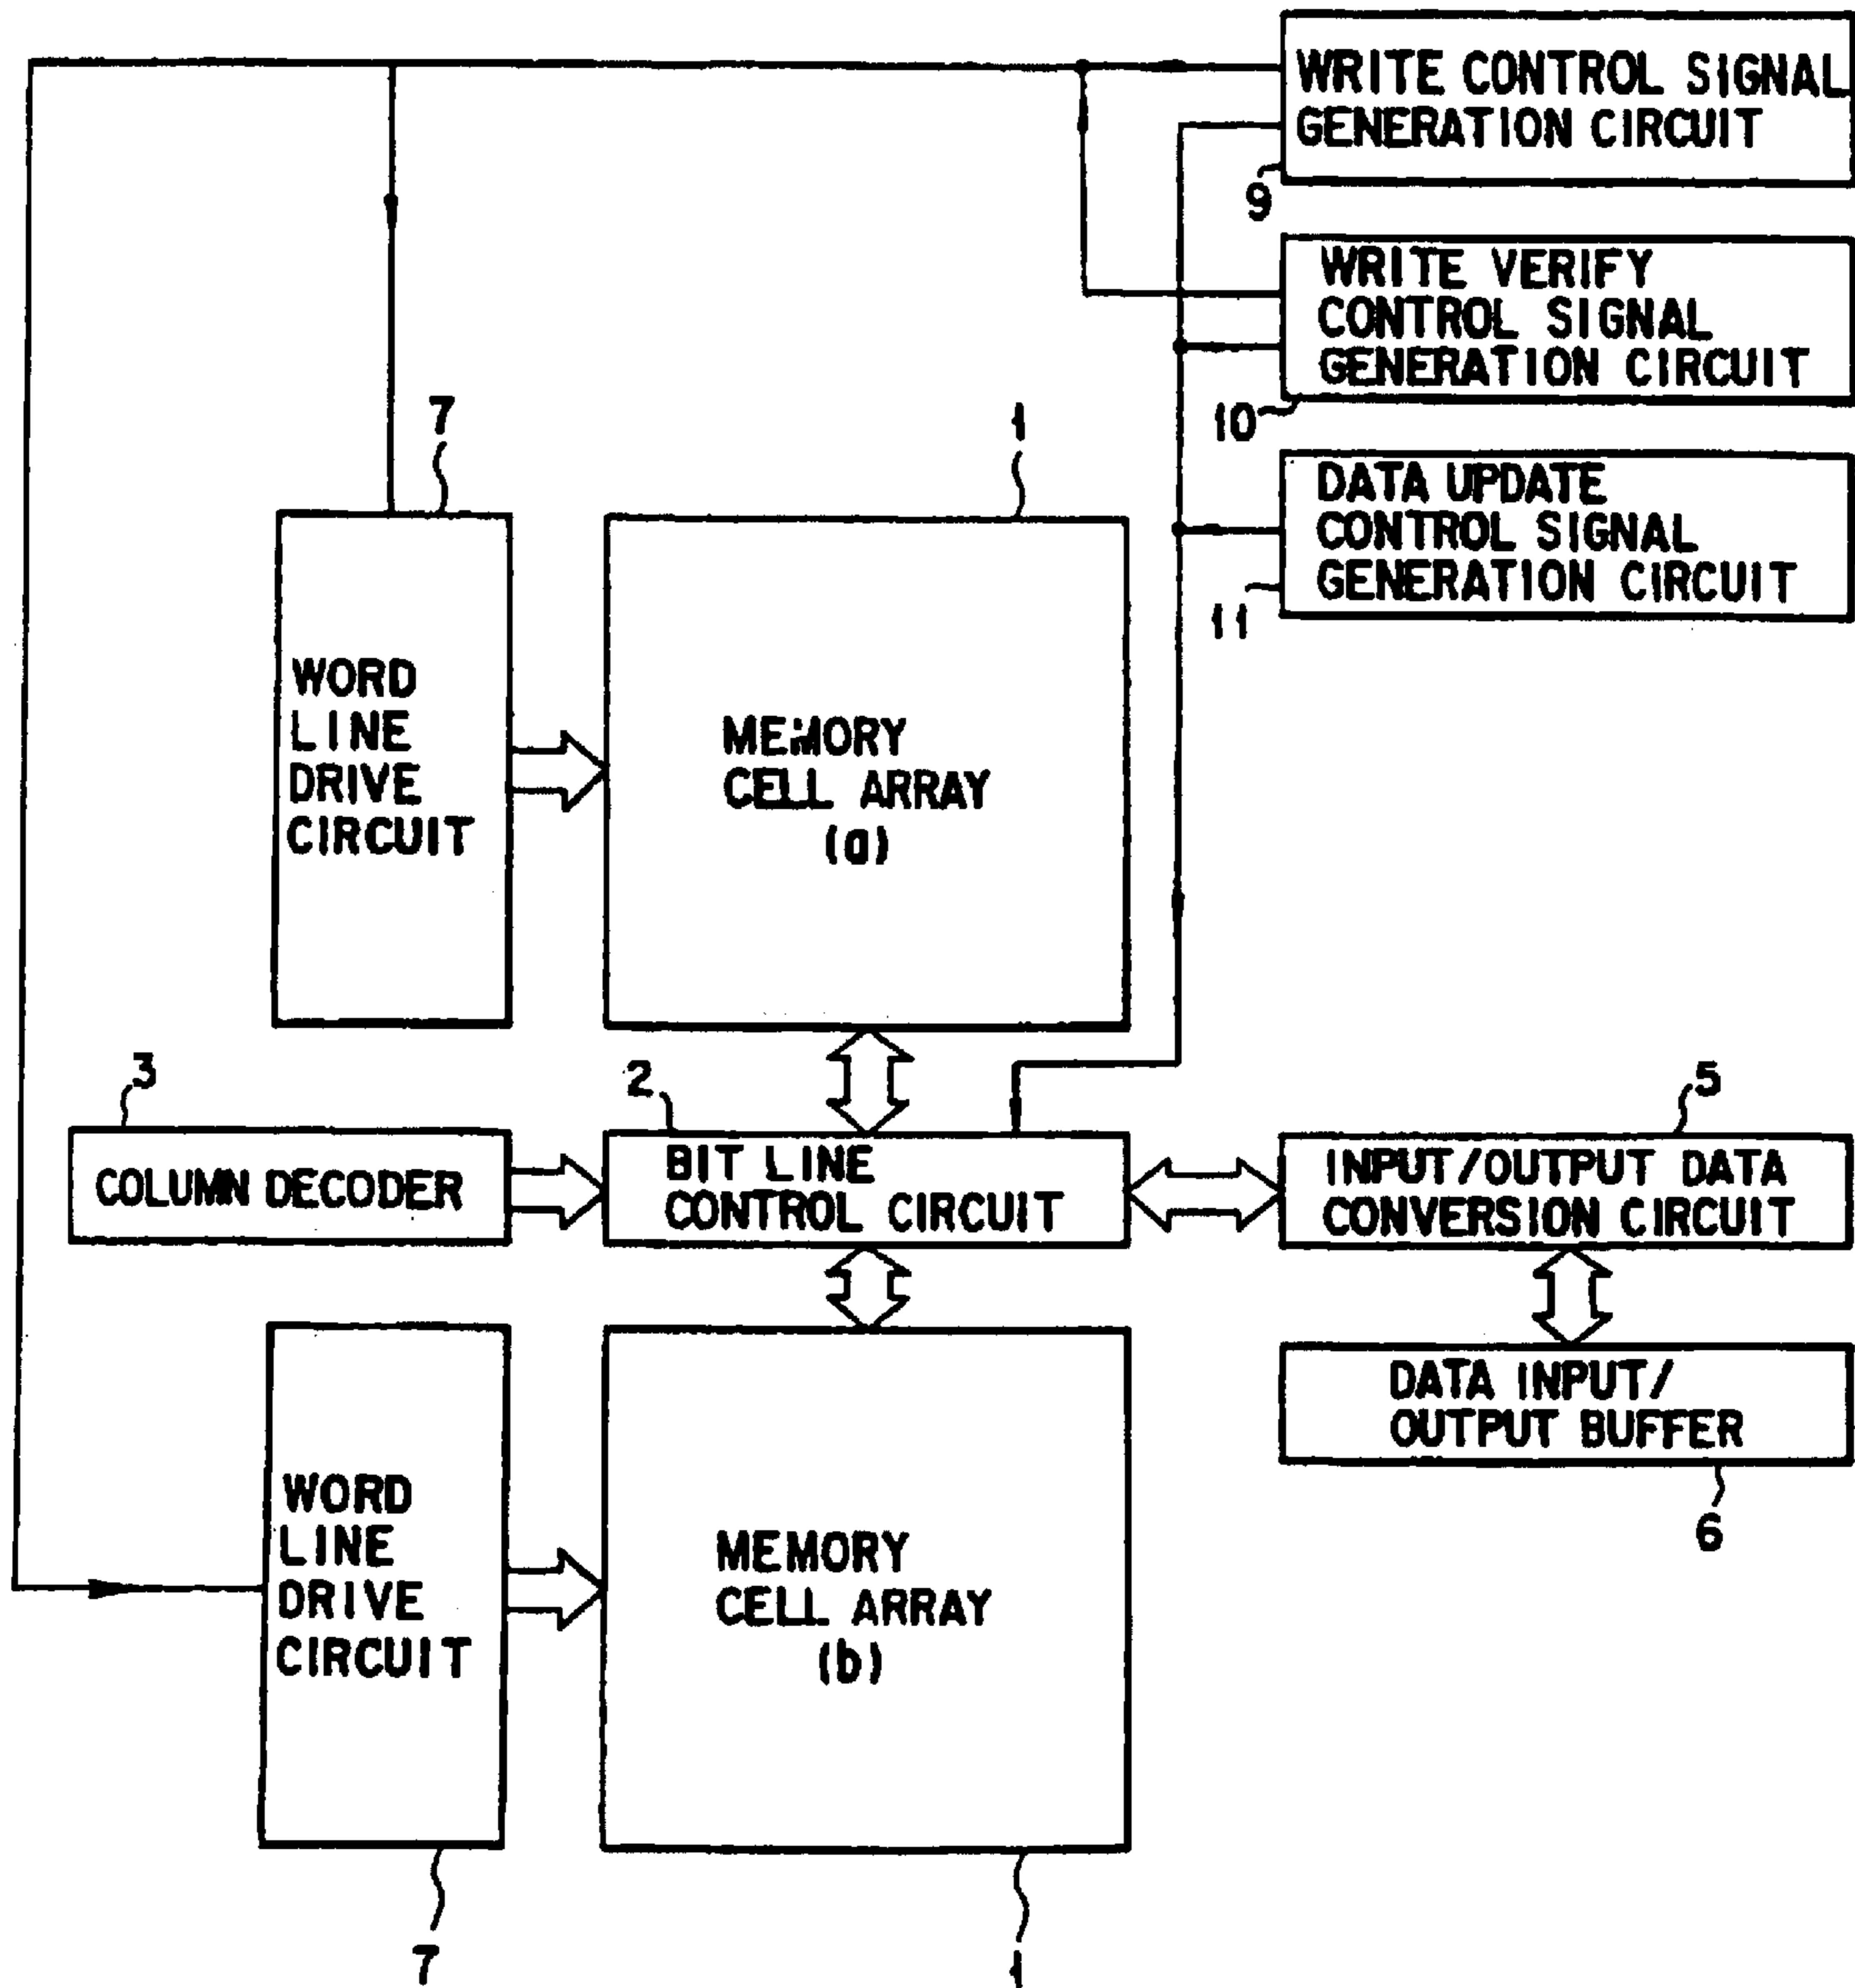 WRITE CONTROL SIGNAL
GENERATION CIRCUIT
9
WRITE VERIFY
CONTROL SIGNAL
GENERATION CIRCUIT
10
DATA UPDATE
CONTROL SIGNAL
GENERATION CIRCUIT
11
7
1
WORD
LINE
DRIVE
CIRCUIT
MEMORY
CELL ARRAY
(a)
3
2
5
COLUMN DECODER
BIT LINE
CONTROL CIRCUIT
INPUT/OUTPUT DATA
CONVERSION CIRCUIT
DATA INPUT/
OUTPUT BUFFER
6
WORD
LINE
DRIVE
CIRCUIT
MEMORY
CELL ARRAY
(b)
7
1